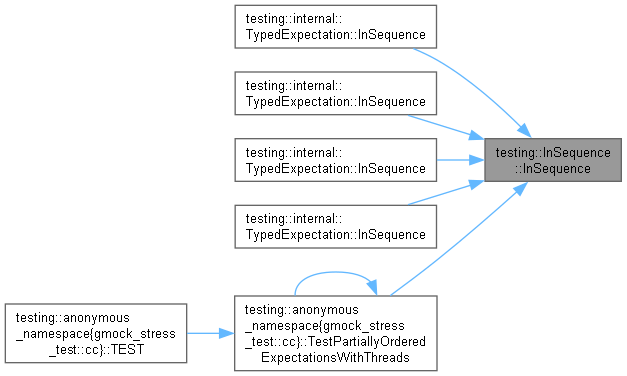 testing::internal::
TypedExpectation::InSequence
testing::internal::
TypedExpectation::InSequence
testing::InSequence
::InSequence
testing::internal::
TypedExpectation::InSequence
testing::internal::
TypedExpectation::InSequence
testing::anonymous
_namespace{gmock_stress
_test::cc}::TEST
testing::anonymous
_namespace{gmock_stress
_test::cc}::TestPartiallyOrdered
ExpectationsWithThreads